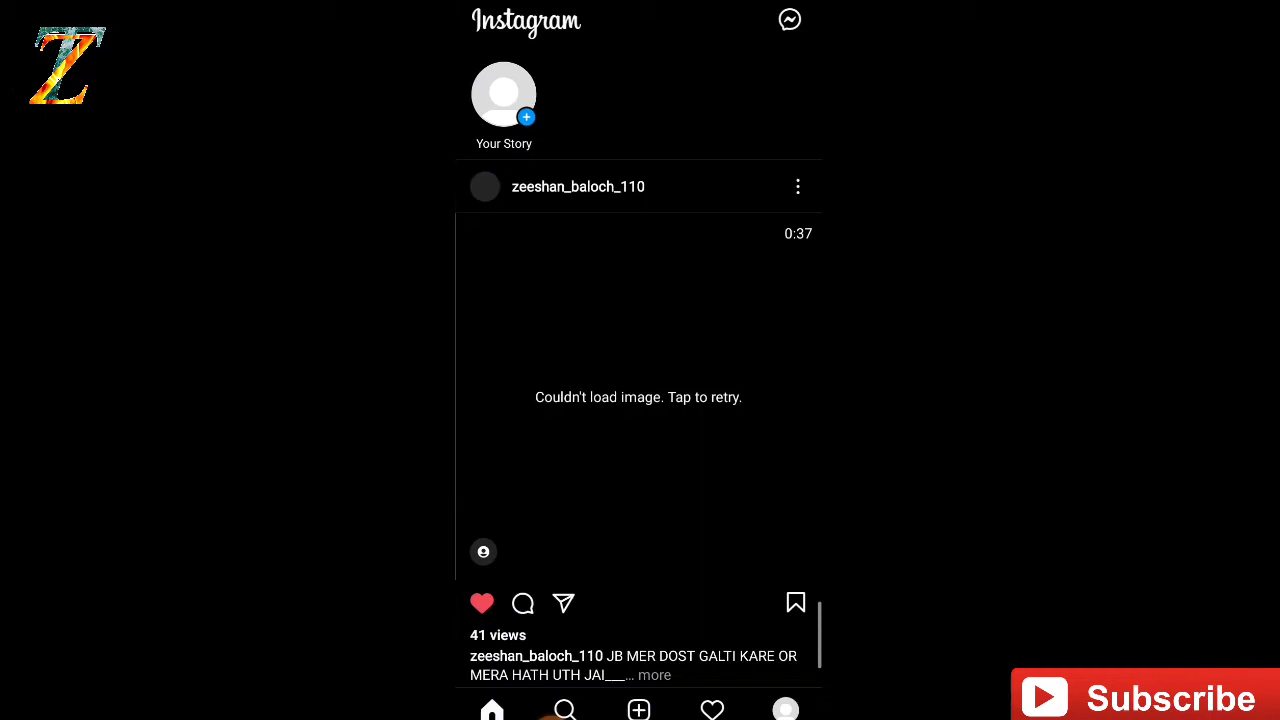 Z
Instagram
Your Story
zeeshan_baloch_110
0:37
Couldn't load image. Tap to retry.
41 views
zeeshan_baloch_110 JB MER DOST GALTI KARE OR
MERA HATH UTH JAI___... more
Subscribe